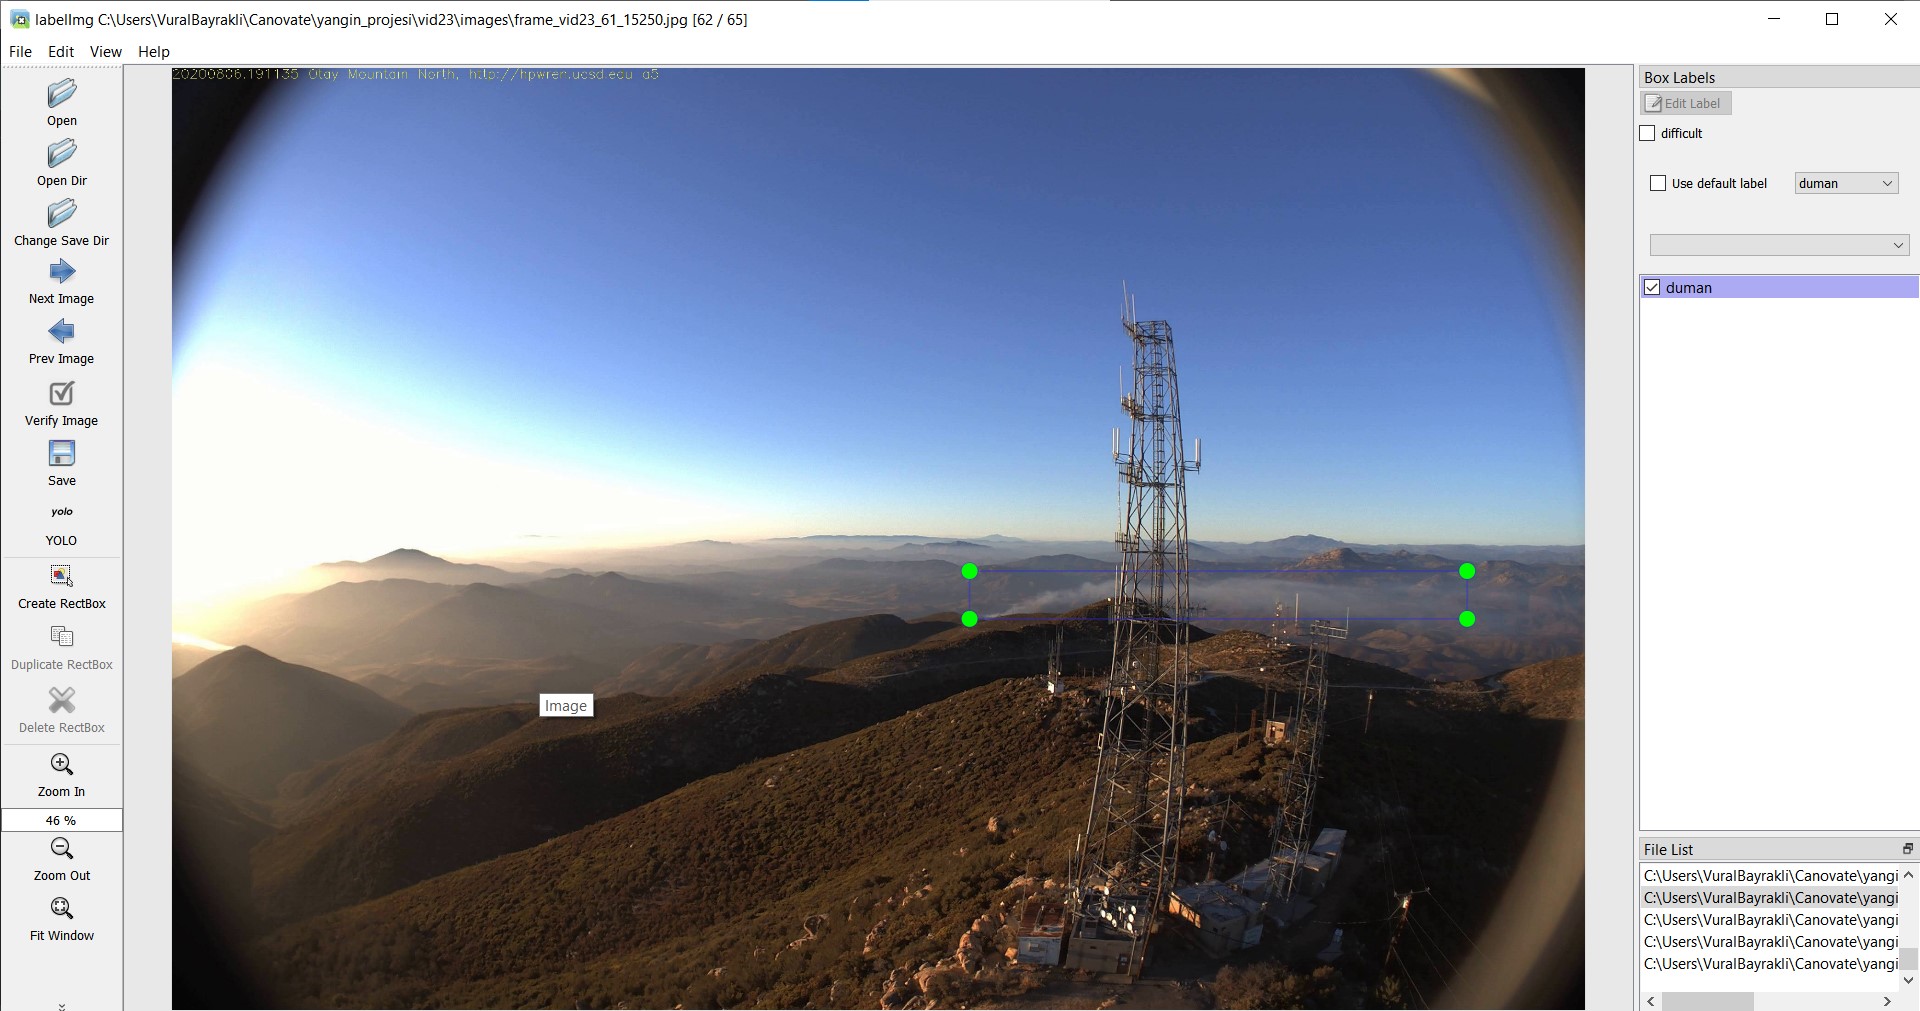 labelImg C:\Users\VuralBayrakli\Canovate\yangin_projesi\vid23\images\frame_vid23_61_15250.jpg [62 / 65]
File Edit View Help
Open
Open Dir
Change Save Dir
Next Image
Prev Image
Verify Image
Save
yolo
YOLO
Create RectBox
Duplicate RectBox
Delete RectBox
Zoom In
46 %
Zoom Out
Fit Window
20200806.191135 Otay Mountain North, http://hpwren.ucsd.edu a5
Image
Box Labels
Edit Label
difficult
Use default label duman
duman
File List
C:\Users\VuralBayrakli\Canovate\yangi
C:\Users\VuralBayrakli\Canovate\yangi
C:\Users\VuralBayrakli\Canovate\yangi
C:\Users\VuralBayrakli\Canovate\yangi
C:\Users\VuralBayrakli\Canovate\yangi